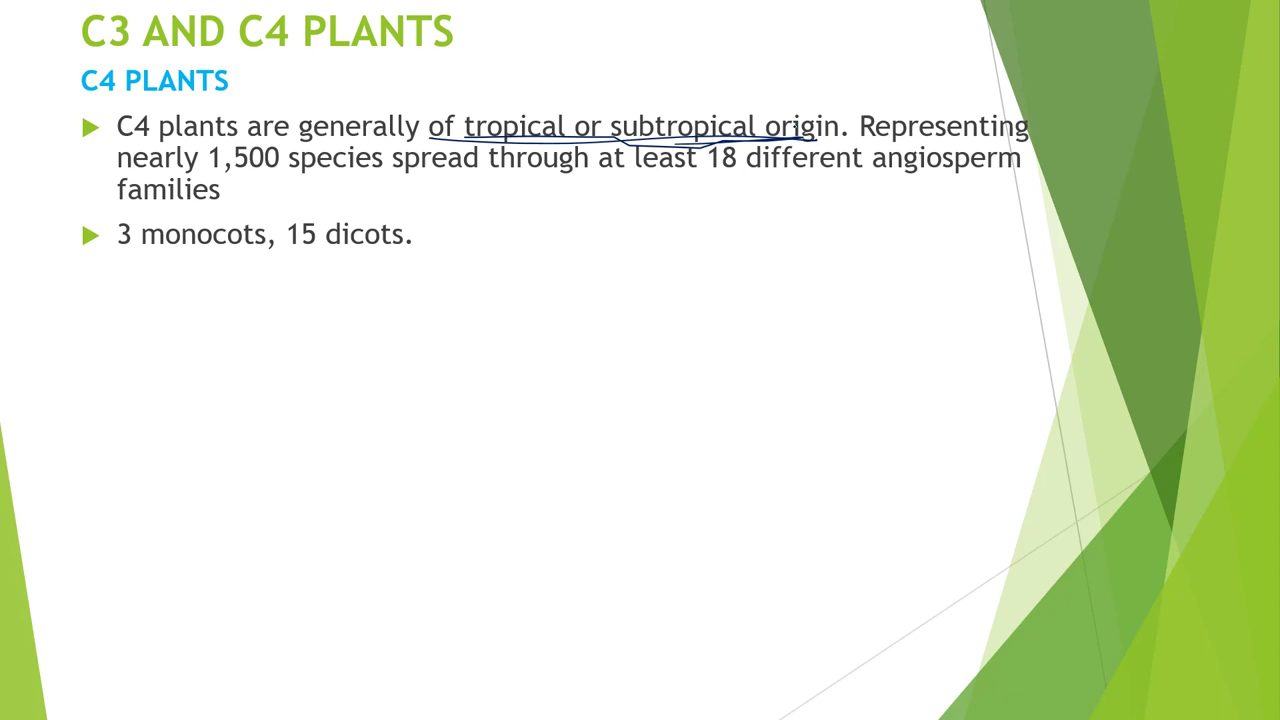 C3 AND C4 PLANTS
C4 PLANTS
C4 plants are generally of tropical or subtropical origin. Representing
nearly 1,500 species spread through at least 18 different angiosperm
families
3 monocots, 15 dicots.